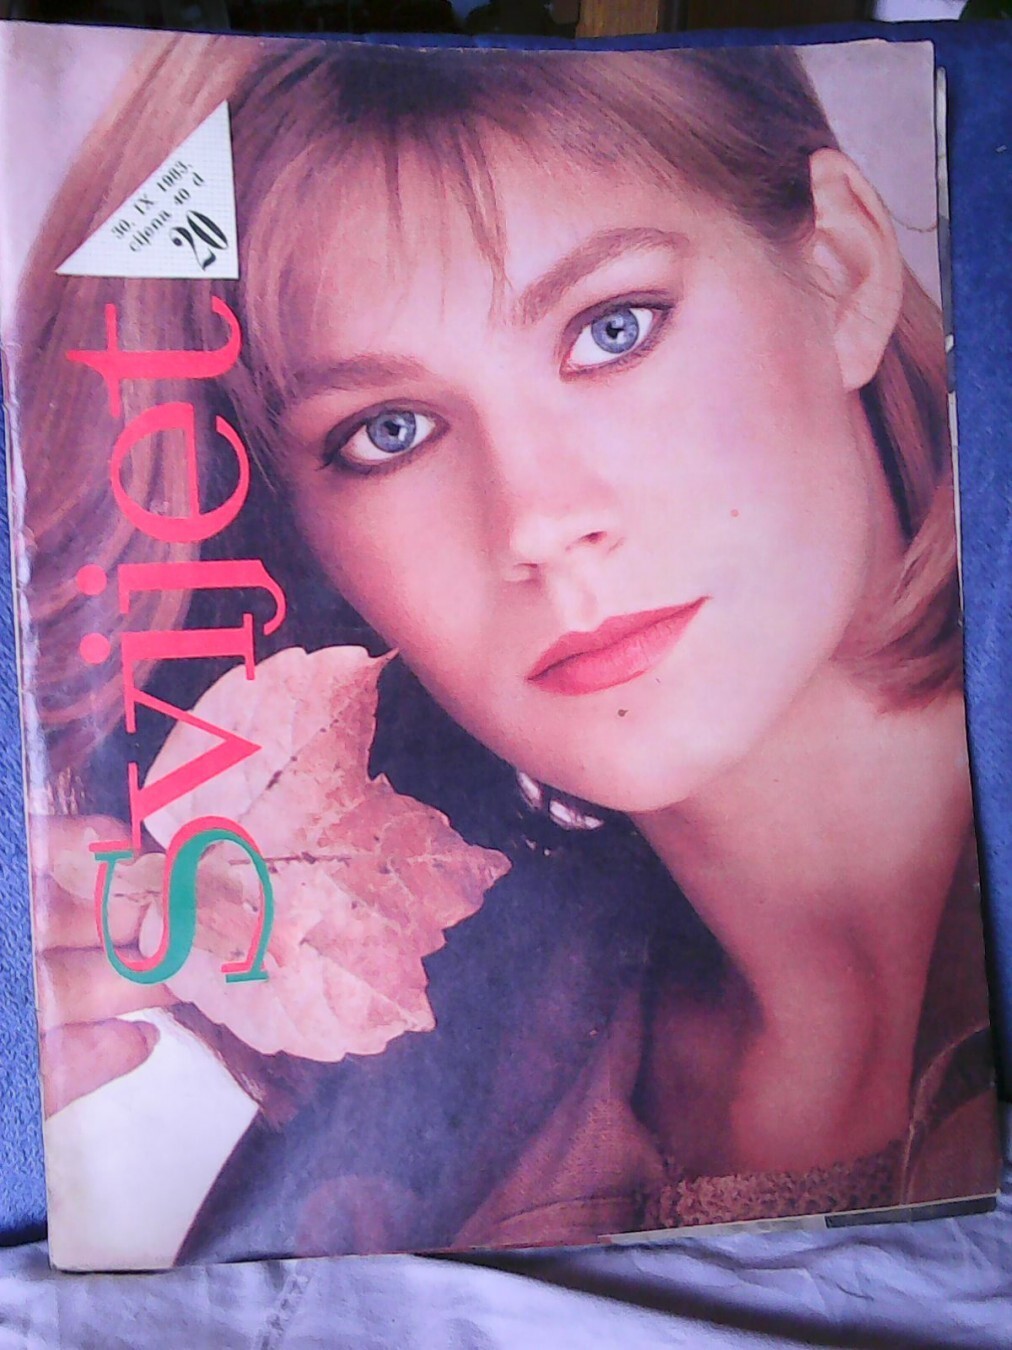 30. IX 1983.
cijena 40 d
20
Svijet